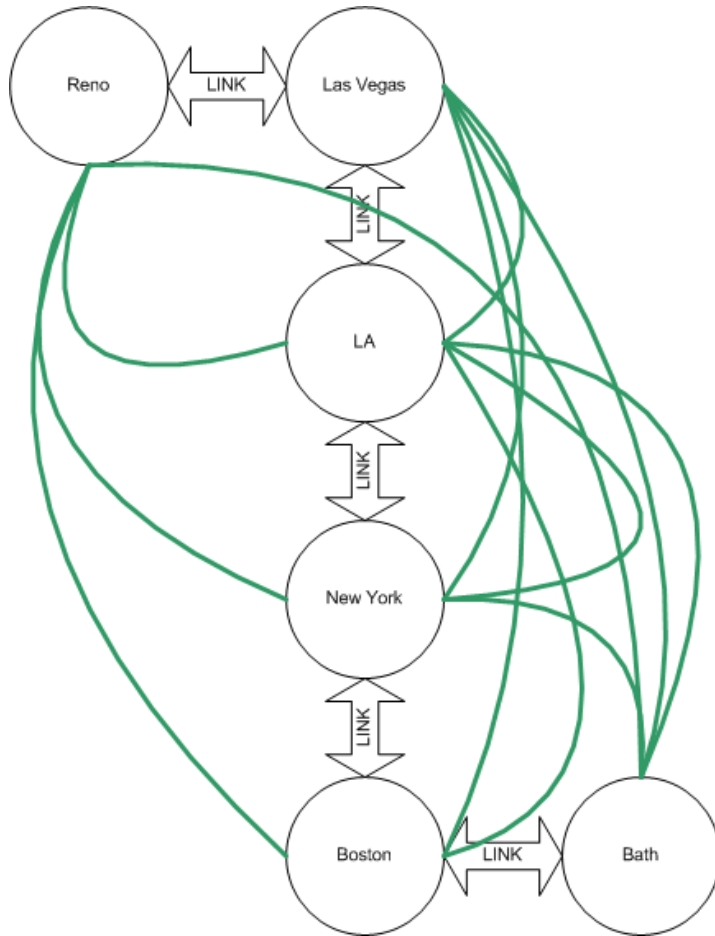 Reno
LINK
Las Vegas
LINK
LA
LINK
New York
LINK
Boston
LINK
Bath